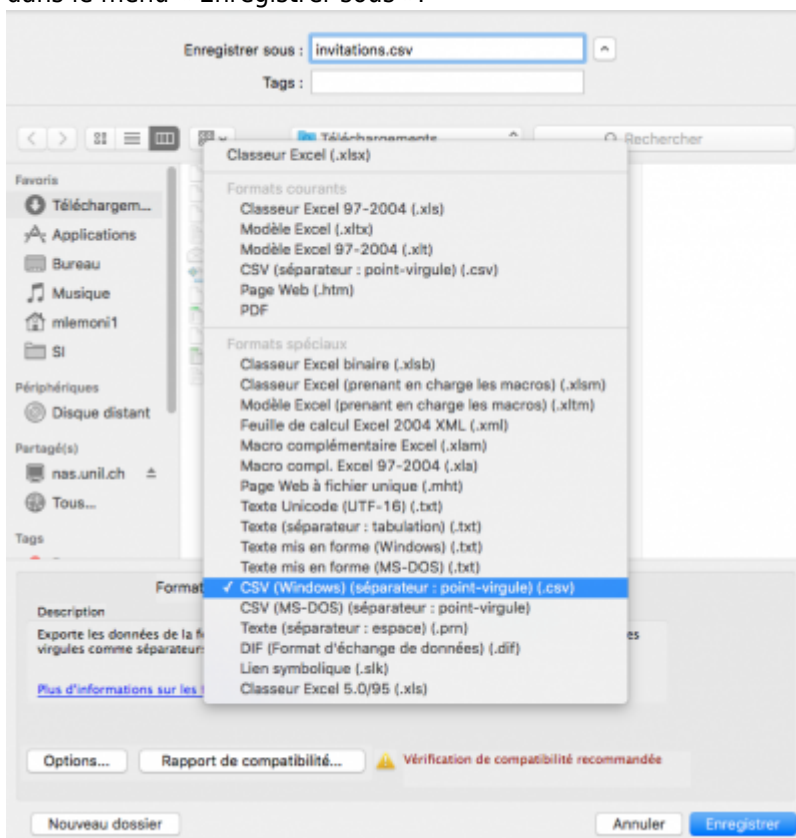 dans le menu « Enregistrer sous ».
Enregistrer sous : invitations.csv
Tags :
Téléchargements
Rechercher
Classeur Excel (.xlsx)
Favoris
Formats courants
Téléchargem...
Classeur Excel 97-2004 (.xls)
Modèle Excel (.xltx)
Applications
Modèle Excel 97-2004 (.xlt)
Bureau
CSV (séparateur : point-virgule) (.csv)
Musique
Page Web (.htm)
mlemoni1
PDF
SI
Formats spéciaux
Classeur Excel binaire (.xlsb)
Périphériques
Classeur Excel (prenant en charge les macros) (.xlsm)
Disque distant
Modèle Excel (prenant en charge les macros) (.xltm)
Feuille de calcul Excel 2004 XML (.xml)
Partagé(s)
Macro complémentaire Excel (.xlam)
nas.unil.ch
Macro compl. Excel 97-2004 (.xla)
Page Web à fichier unique (.mht)
Tous...
Texte Unicode (UTF-16) (.txt)
Texte (séparateur : tabulation) (.txt)
Tags
Texte mis en forme (Windows) (.txt)
Texte mis en forme (MS-DOS) (.txt)
Format
✓ CSV (Windows) (séparateur : point-virgule) (.csv)
Description
CSV (MS-DOS) (séparateur : point-virgule)
Exporte les données de la
Texte (séparateur : espace) (.prn)
es
virgules comme séparateur
DIF (Format d'échange de données) (.dif)
Lien symbolique (.slk)
Plus d'informations sur les
Classeur Excel 5.0/95 (.xls)
Options...
Rapport de compatibilité...
Vérification de compatibilité recommandée
Nouveau dossier
Annuler
Enregistrer